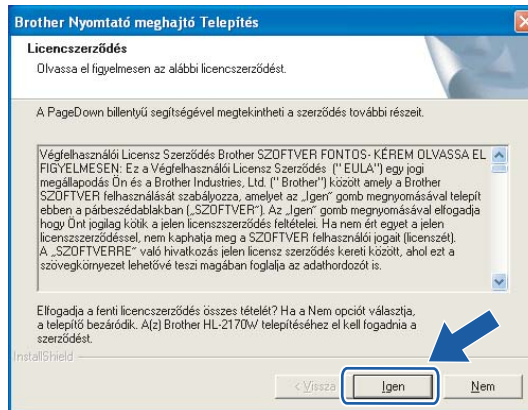 Brother Nyomtató meghajtó Telepítés
Licencszerződés
Olvassa el figyelmesen az alábbi licencszerződést.
A PageDown billentyű segítségével megtekintheti a szerződés további részeit.
Végfelhasználói Licensz Szerződés Brother SZOFTVER FONTOS- KÉREM OLVASSA EL
FIGYELMESEN: Ez a Végfelhasználói Licensz Szerződés ("EULA") egy jogi
megállapodás Ön és a Brother Industries, Ltd. ("Brother") között amely a Brother
SZOFTVER felhasználását szabályozza, amelyet az „Igen" gomb megnyomásával telepít
ebben a párbeszédablakban („SZOFTVER"). Az „Igen" gomb megnyomásával elfogadja
hogy Önt jogilag kötik a jelen licenszszerződés feltételei. Ha nem ért egyet a jelen
licenszszerződéssel, nem kaphatja meg a SZOFTVER felhasználói jogait (licenszét).
A „SZOFTVERRE" való hivatkozás jelen licensz szerződés kereti között, ahol ezt a
szövegkörnyezet lehetővé teszi magában foglalja az adathordozót is.
Elfogadja a fenti licencszerződés összes tételét? Ha a Nem opciót választja,
a telepítő bezáródik. A(z) Brother HL-2170W telepítéséhez el kell fogadnia a
szerződést.
InstallShield
< Vissza Igen Nem